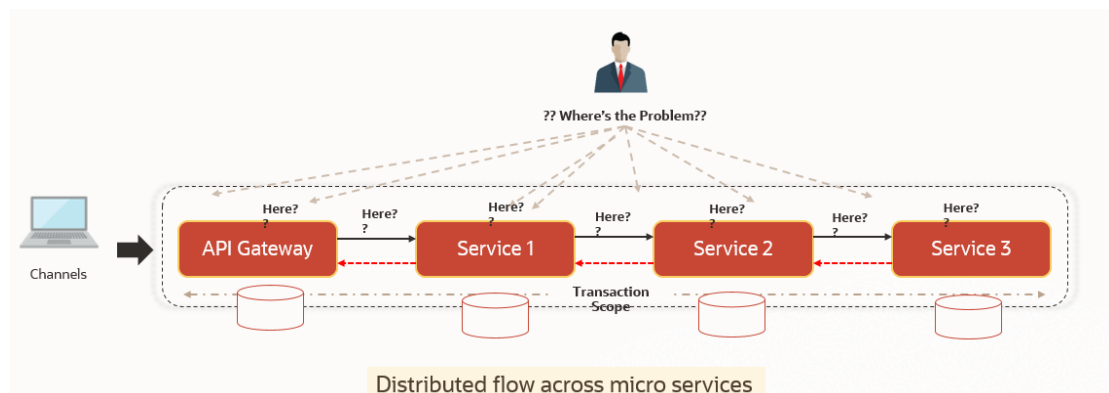 ?? Where's the Problem??
Here?
?
Here?
?
Here?
?
Here?
?
Here?
?
Here?
?
Here?
?
API Gateway
Service 1
Service 2
Service 3
Channels
Transaction
Scope
Distributed flow across micro services